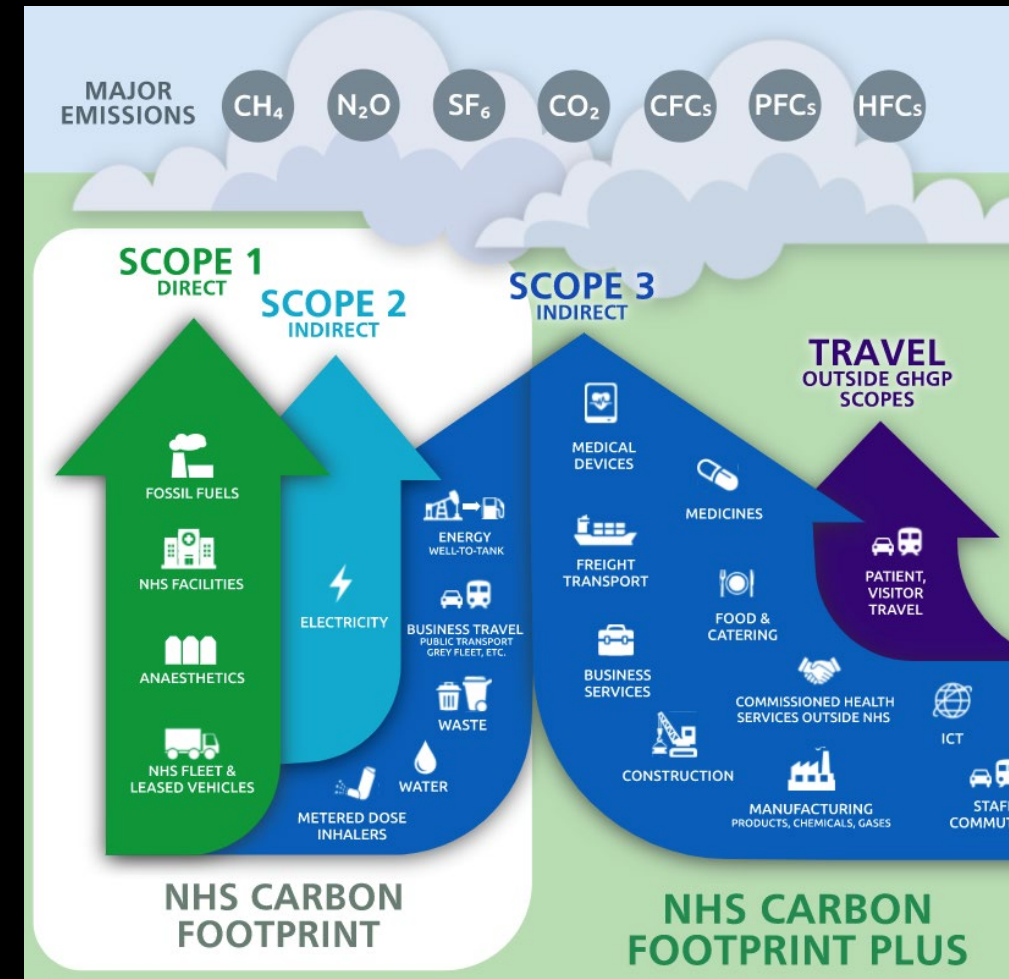 MAJOR
EMISSIONS
CH₄
N₂O
SF₆
CO₂
CFCs
PFCs
HFCs
SCOPE 1
DIRECT
FOSSIL FUELS
NHS FACILITIES
ANAESTHETICS
NHS FLEET &
LEASED VEHICLES
SCOPE 2
INDIRECT
ELECTRICITY
SCOPE 3
INDIRECT
ENERGY
WELL-TO-TANK
BUSINESS TRAVEL
PUBLIC TRANSPORT
GREY FLEET, ETC.
WASTE
WATER
METERED DOSE
INHALERS
MEDICAL
DEVICES
MEDICINES
FREIGHT
TRANSPORT
FOOD &
CATERING
BUSINESS
SERVICES
COMMISSIONED HEALTH
SERVICES OUTSIDE NHS
CONSTRUCTION
MANUFACTURING
PRODUCTS, CHEMICALS, GASES
ICT
TRAVEL
OUTSIDE GHGP
SCOPES
PATIENT,
VISITOR
TRAVEL
NHS CARBON
FOOTPRINT
NHS CARBON
FOOTPRINT PLUS